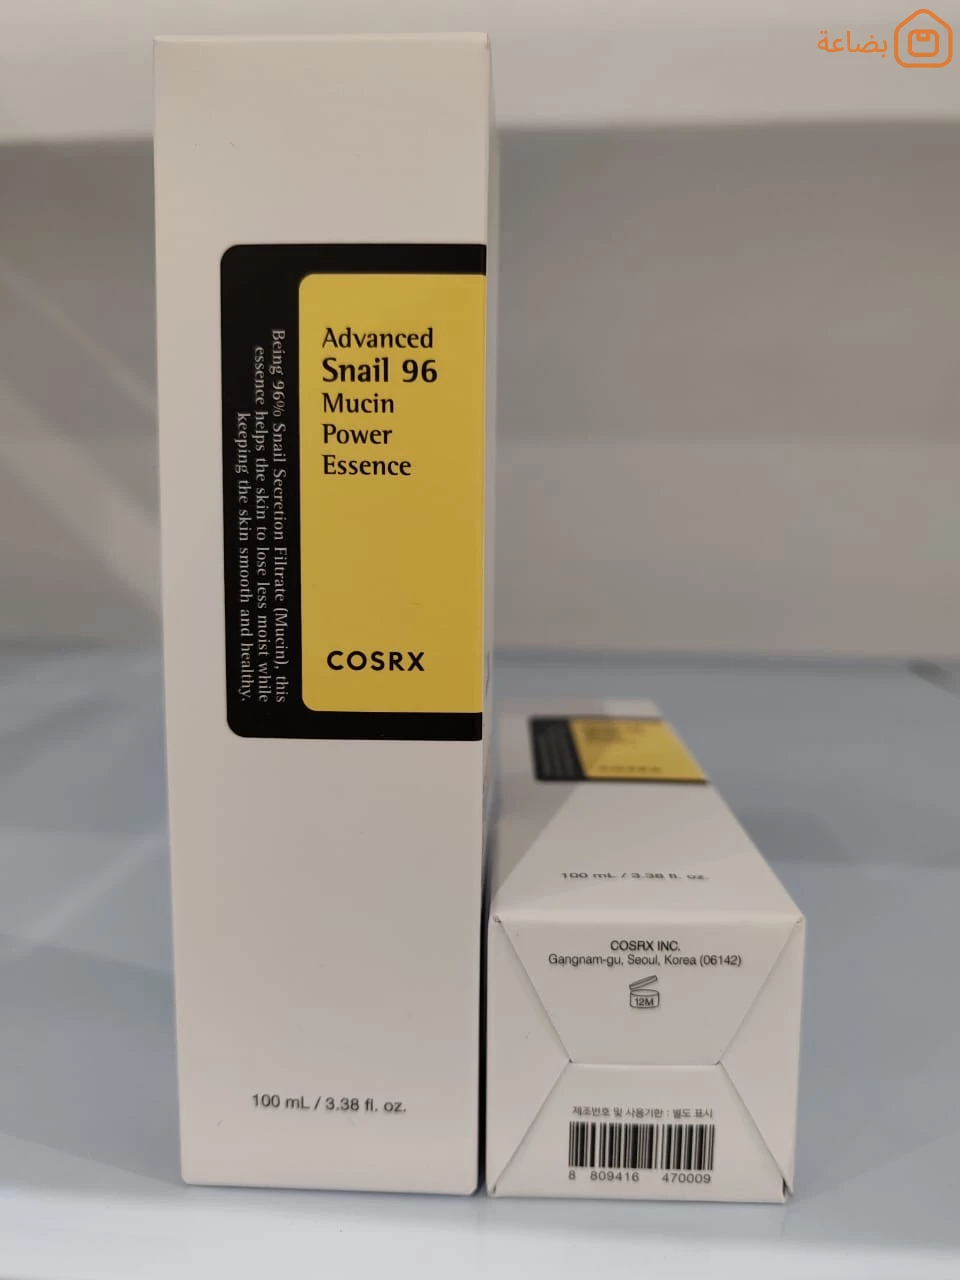 بضاعة
Advanced
Snail 96
Mucin
Power
Essence
COSRX
Being 96% Snail Secretion Filtrate (Mucin), this
essence helps the skin to lose less moist while
keeping the skin smooth and healthy.
100 mL / 3.38 fl. oz.
COSRX
100 mL / 3.38 fl. oz.
COSRX INC.
Gangnam-gu, Seoul, Korea (06142)
12M
제조번호 및 사용기한 : 별도 표시
8 809416 470009